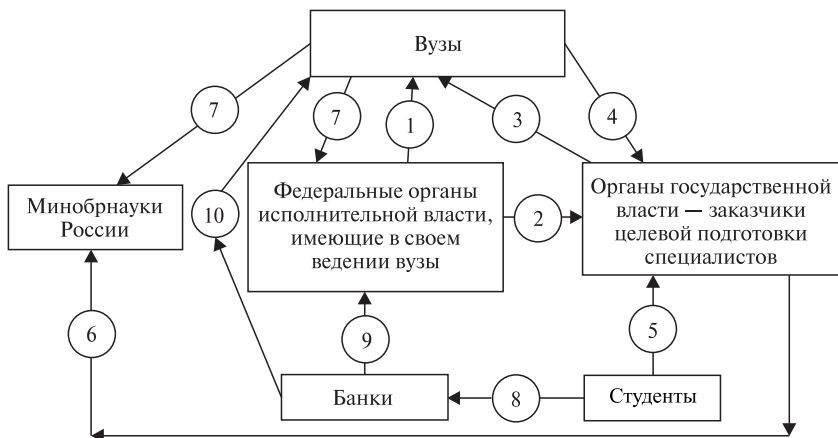 Вузы
7
7
1
3
4
Минобрнауки
России
10
Федеральные органы
исполнительной власти,
имеющие в своем
ведении вузы
2
Органы государственной
власти — заказчики
целевой подготовки
специалистов
6
9
5
Банки
8
Студенты